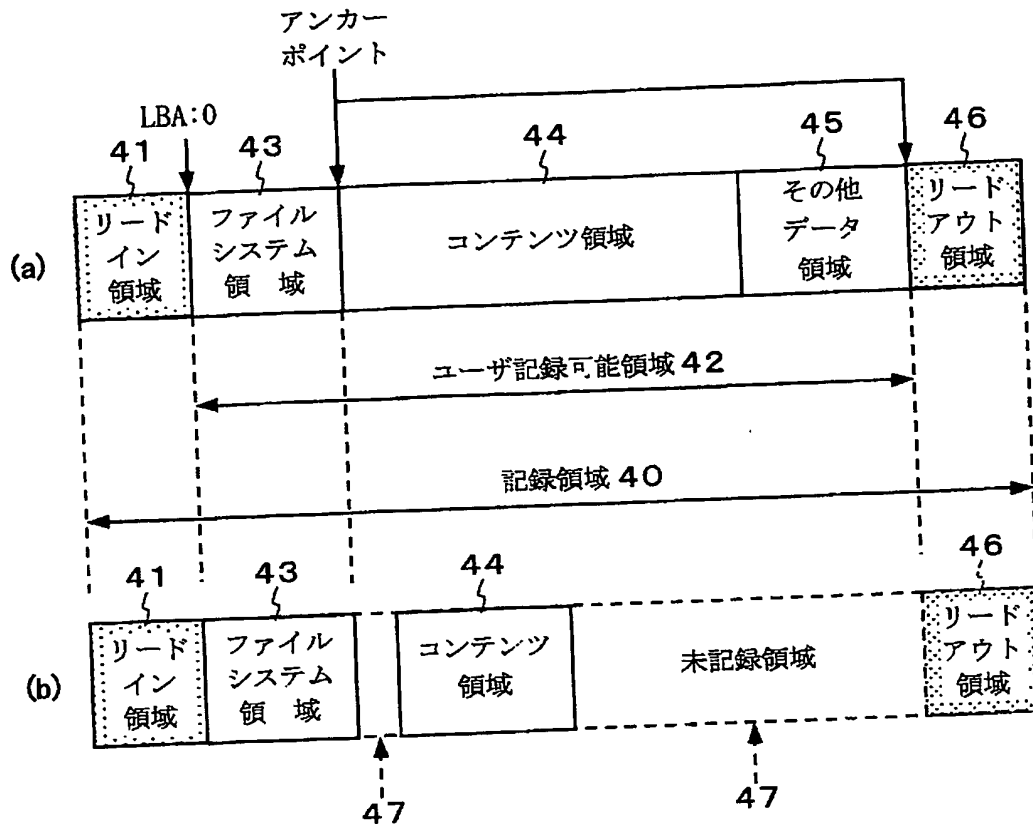 アンカー
ポイント
LBA:0
41
43
44
45
46
(a)
リード
イン
領域
ファイル
システム
領 域
コンテンツ領域
その他
データ
領域
リード
アウト
領域
ユーザ記録可能領域42
記録領域40
41
43
44
46
(b)
リード
イン
領域
ファイル
システム
領 域
コンテンツ
領域
未記録領域
リード
アウト
領域
47
47